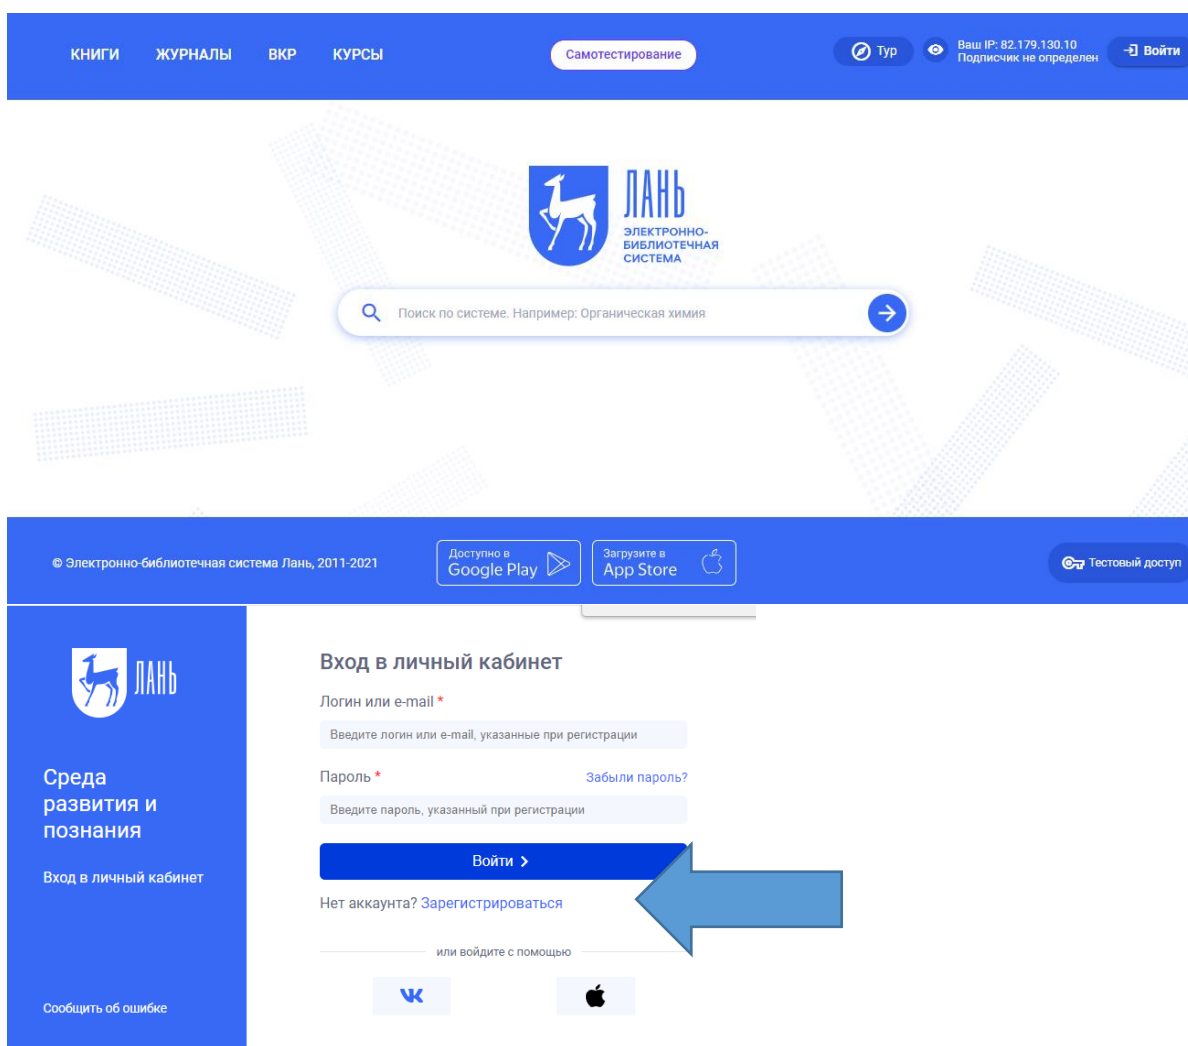 КНИГИ ЖУРНАЛЫ ВКР КУРСЫ Самотестирование Тур Ваш IP: 82.179.130.10 Войти
Подписчик не определен
ЛАНЬ
ЭЛЕКТРОННО-
БИБЛИОТЕЧНАЯ
СИСТЕМА
Поиск по системе. Например: Органическая химия
© Электронно-библиотечная система Лань, 2011-2021
Доступно в
Google Play
Загрузите в
App Store
Тестовый доступ
ЛАНЬ
Среда
развития и
познания
Вход в личный кабинет
Сообщить об ошибке
Вход в личный кабинет
Логин или e-mail *
Введите логин или e-mail, указанные при регистрации
Пароль * Забыли пароль?
Введите пароль, указанный при регистрации
Войти
Нет аккаунта? Зарегистрироваться
или войдите с помощью